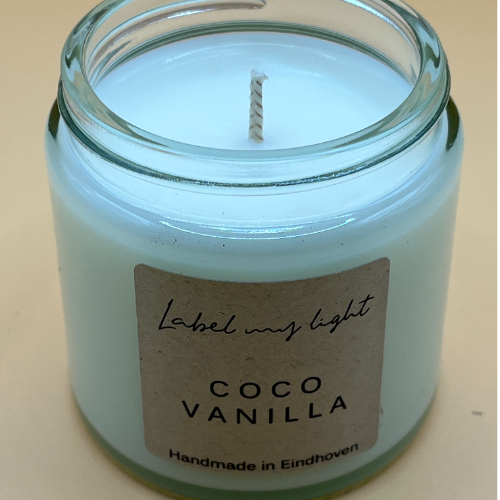 Label my light
COCO
VANILLA
Handmade in Eindhoven